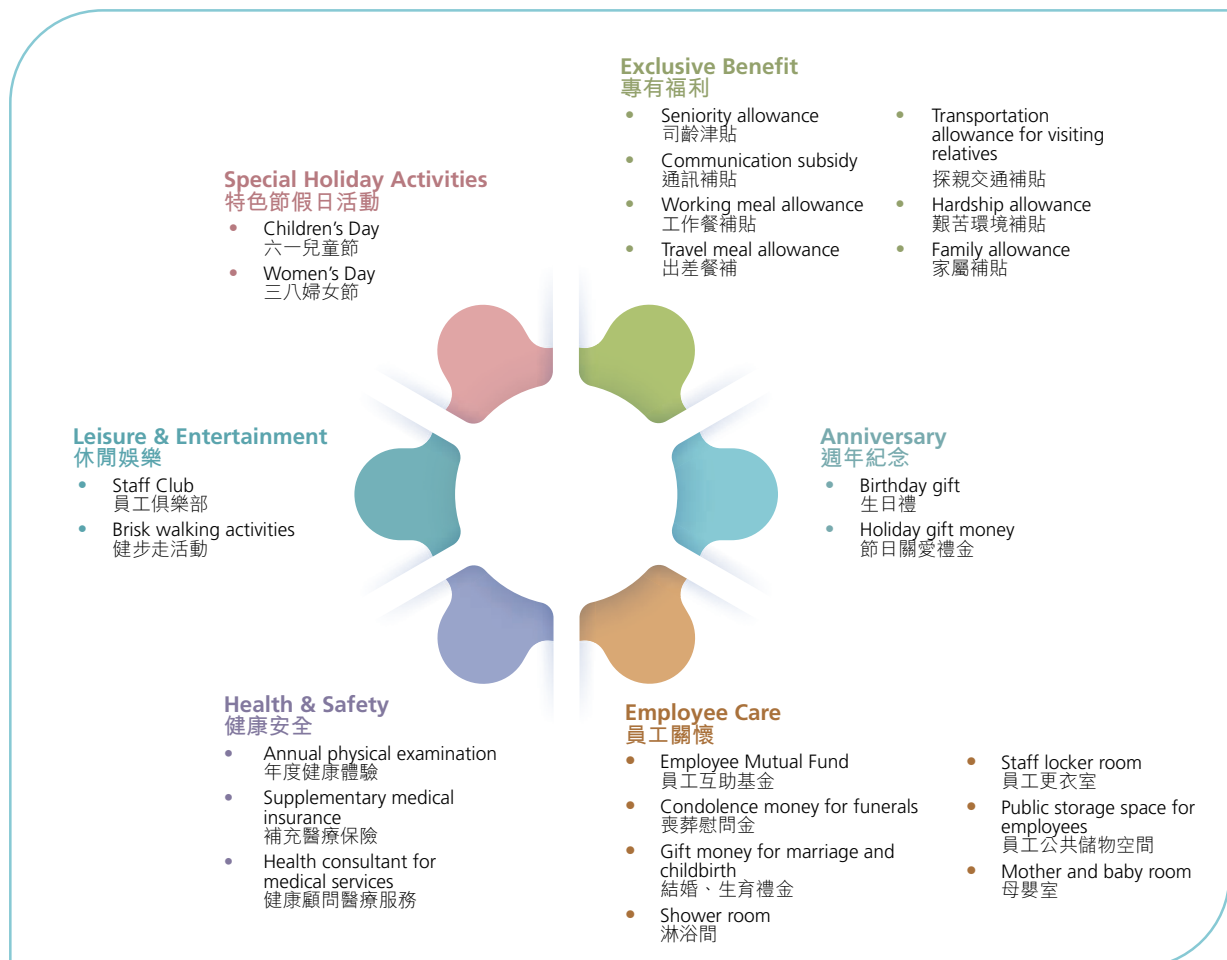 Exclusive Benefit
專有福利
• Seniority allowance
司齡津貼
• Communication subsidy
通訊補貼
• Working meal allowance
工作餐補貼
• Travel meal allowance
出差餐補
• Transportation
allowance for visiting
relatives
探親交通補貼
• Hardship allowance
艱苦環境補貼
• Family allowance
家屬補貼
Special Holiday Activities
特色節假日活動
• Children's Day
六一兒童節
• Women's Day
三八婦女節
Leisure & Entertainment
休閒娛樂
• Staff Club
員工俱樂部
• Brisk walking activities
健步走活動
Anniversary
週年紀念
• Birthday gift
生日禮
• Holiday gift money
節日關愛禮金
Health & Safety
健康安全
• Annual physical examination
年度健康體驗
• Supplementary medical
insurance
補充醫療保險
• Health consultant for
medical services
健康顧問醫療服務
Employee Care
員工關懷
• Employee Mutual Fund
員工互助基金
• Condolence money for funerals
喪葬慰問金
• Gift money for marriage and
childbirth
結婚、生育禮金
• Shower room
淋浴間
• Staff locker room
員工更衣室
• Public storage space for
employees
員工公共儲物空間
• Mother and baby room
母嬰室